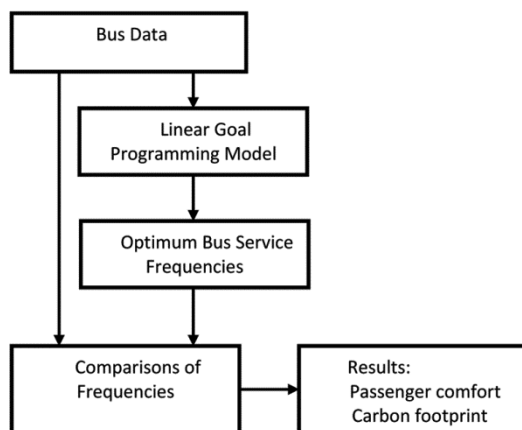 Bus Data
Linear Goal
Programming Model
Optimum Bus Service
Frequencies
Comparisons of
Frequencies
Results:
Passenger comfort
Carbon footprint